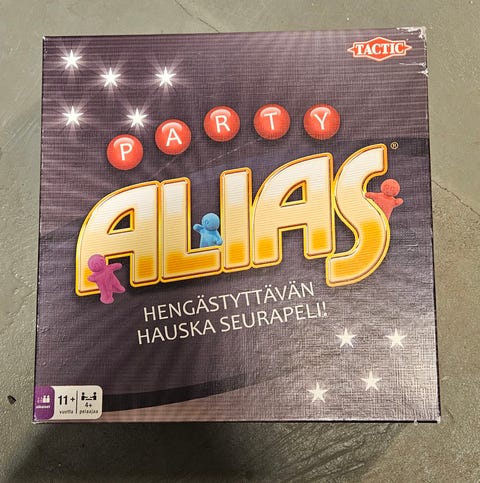 TACTIC
PARTY
ALIAS®
HENGÄSTYTTÄVÄN
HAUSKA SEURAPELI!
11+
vuotta
4+
pelaajaa